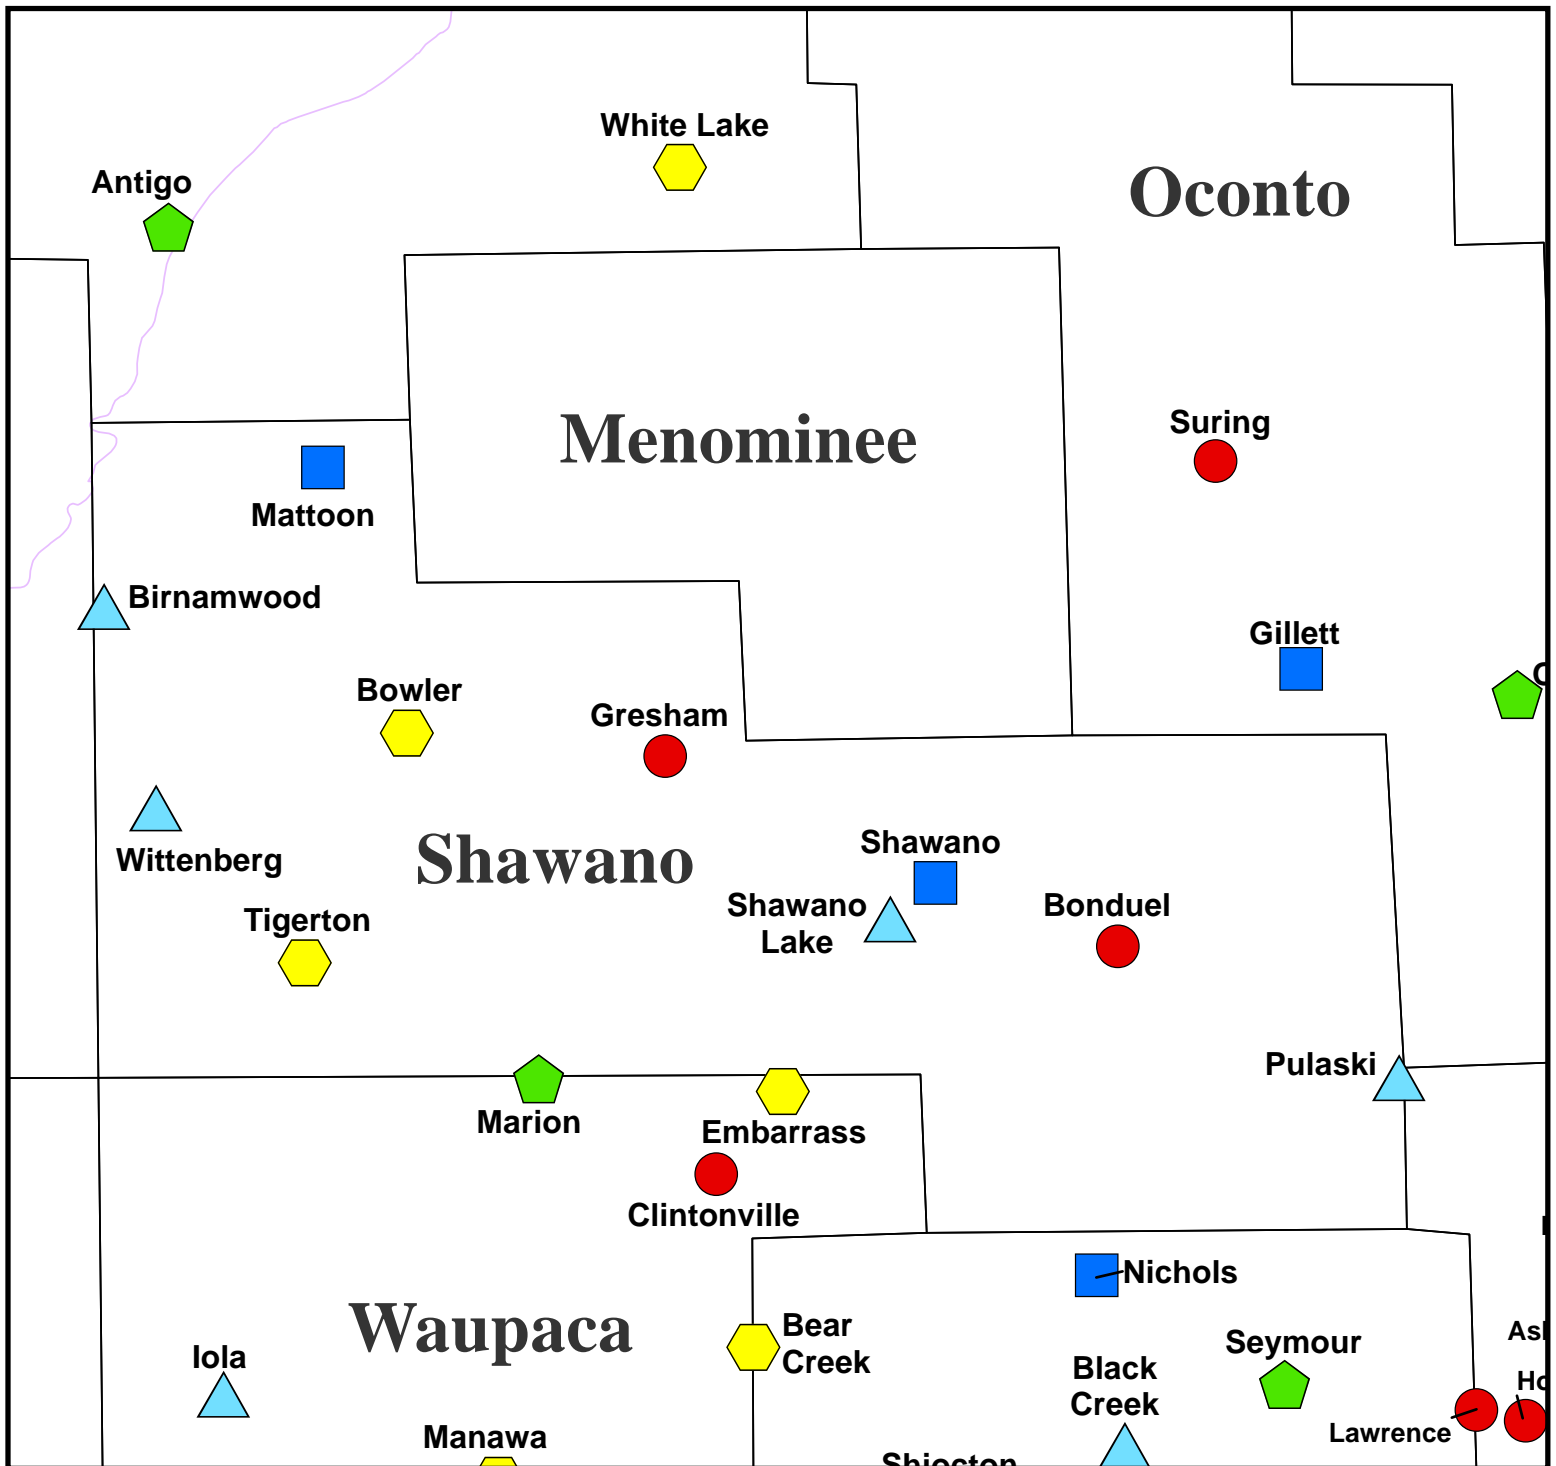 White Lake
Antigo
Oconto
Menominee
Suring
Mattoon
Birnamwood
Gillett
Bowler
Gresham
Shawano
Wittenberg
Shawano
Shawano
Lake
Bonduel
Tigerton
Pulaski
Marion
Embarrass
Clintonville
Nichols
Waupaca
Bear
Creek
Iola
Seymour
Black
Creek
Lawrence
Manawa
Shiocton